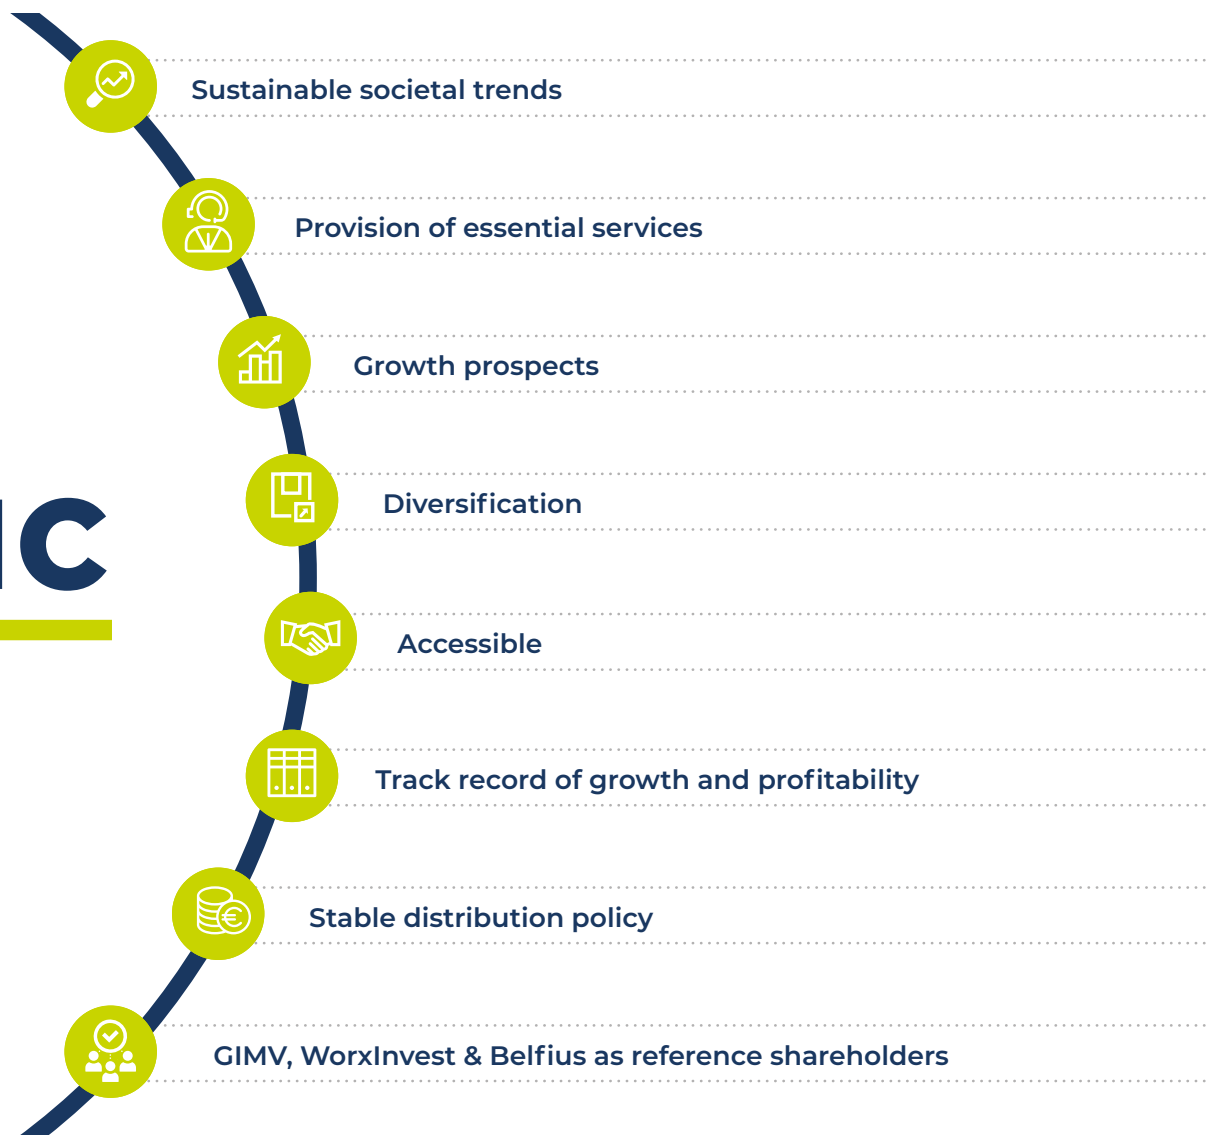 Sustainable societal trends
Provision of essential services
Growth prospects
Diversification
Accessible
Track record of growth and profitability
Stable distribution policy
GIMV, WorxInvest & Belfius as reference shareholders